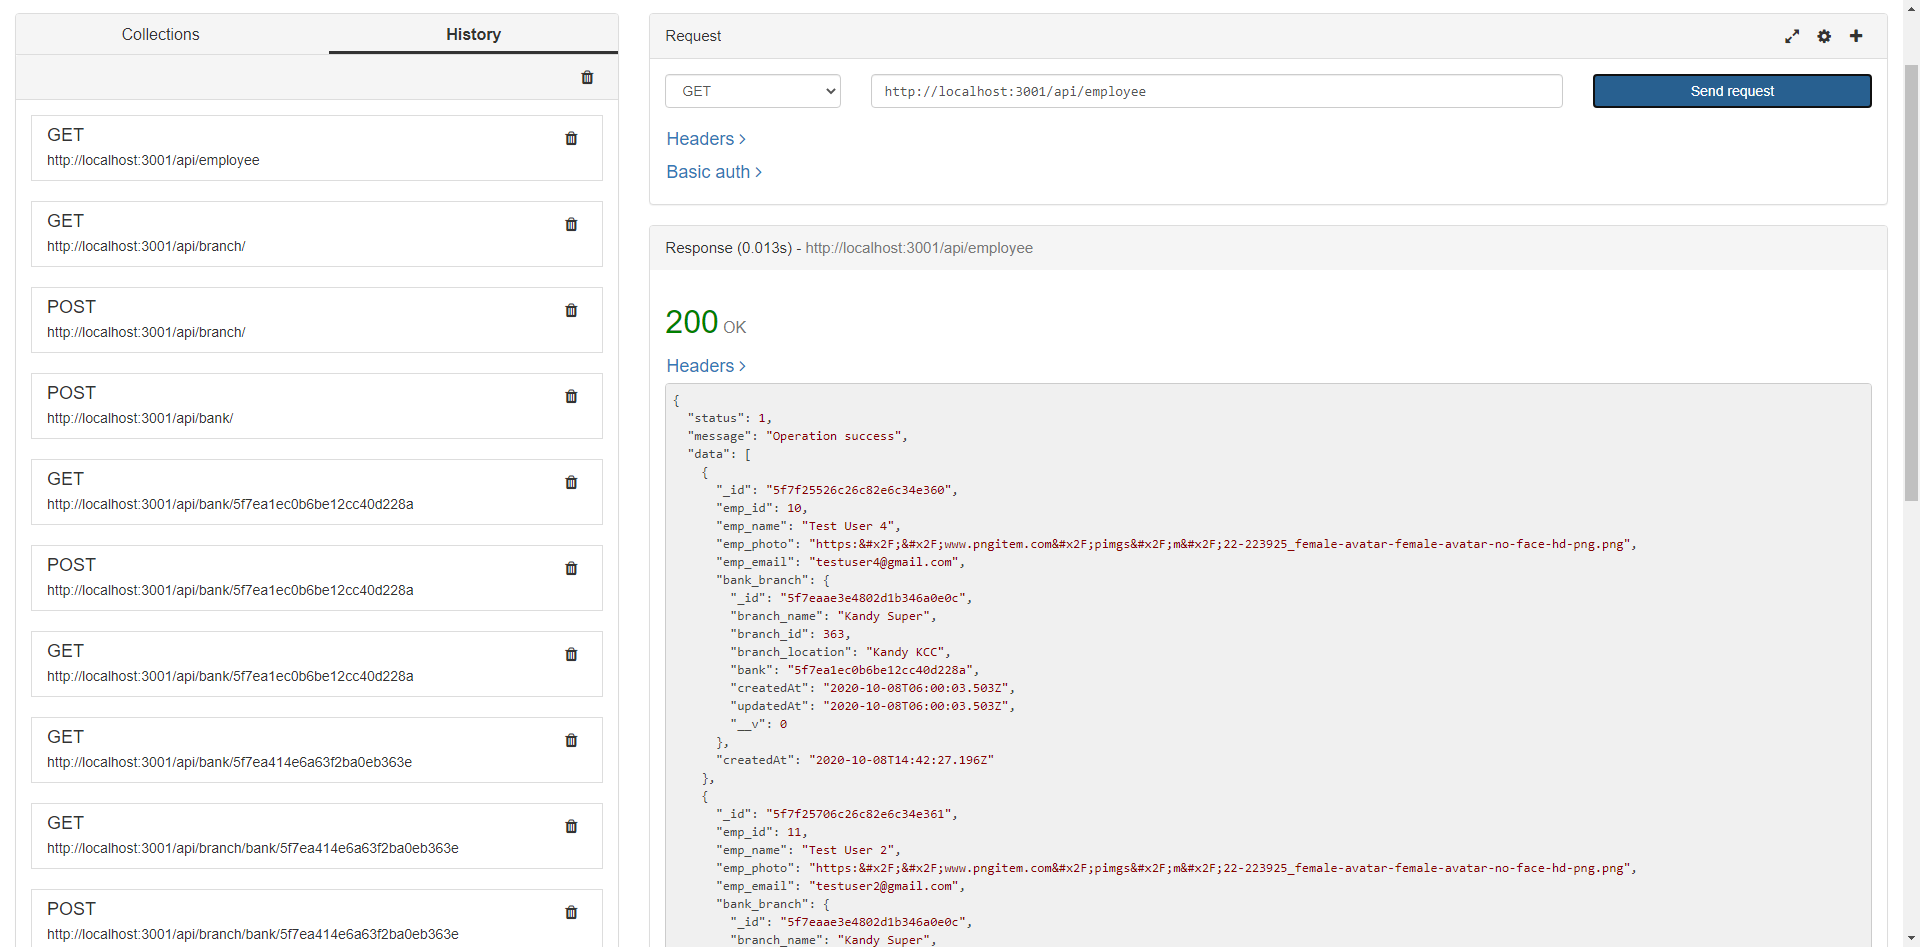 Collections
History
GET
http://localhost:3001/api/employee
GET
http://localhost:3001/api/branch/
POST
http://localhost:3001/api/branch/
POST
http://localhost:3001/api/bank/
GET
http://localhost:3001/api/bank/5f7ea1ec0b6be12cc40d228a
POST
http://localhost:3001/api/bank/5f7ea1ec0b6be12cc40d228a
GET
http://localhost:3001/api/bank/5f7ea1ec0b6be12cc40d228a
GET
http://localhost:3001/api/bank/5f7ea414e6a63f2ba0eb363e
GET
http://localhost:3001/api/branch/bank/5f7ea414e6a63f2ba0eb363e
POST
http://localhost:3001/api/branch/bank/5f7ea414e6a63f2ba0eb363e
Request
GET
http://localhost:3001/api/employee
Send request
Headers >
Basic auth >
Response (0.013s) - http://localhost:3001/api/employee
200 OK
Headers >
{
"status": 1,
"message": "Operation success",
"data": [
{
"_id": "5f7f25526c26c82e6c34e360",
"emp_id": 10,
"emp_name": "Test User 4",
"emp_photo": "https:&#x2F;&#x2F;www.pngitem.com&#x2F;pimgs&#x2F;m&#x2F;22-223925_female-avatar-female-avatar-no-face-hd-png.png",
"emp_email": "testuser4@gmail.com",
"bank_branch": {
"_id": "5f7eaae3e4802d1b346a0e0c",
"branch_name": "Kandy Super",
"branch_id": 363,
"branch_location": "Kandy KCC",
"bank": "5f7ea1ec0b6be12cc40d228a",
"createdAt": "2020-10-08T06:00:03.503Z",
"updatedAt": "2020-10-08T06:00:03.503Z",
"__v": 0
},
"createdAt": "2020-10-08T14:42:27.196Z"
},
{
"_id": "5f7f25706c26c82e6c34e361",
"emp_id": 11,
"emp_name": "Test User 2",
"emp_photo": "https:&#x2F;&#x2F;www.pngitem.com&#x2F;pimgs&#x2F;m&#x2F;22-223925_female-avatar-female-avatar-no-face-hd-png.png",
"emp_email": "testuser2@gmail.com",
"bank_branch": {
"_id": "5f7eaae3e4802d1b346a0e0c",
"branch_name": "Kandy Super",